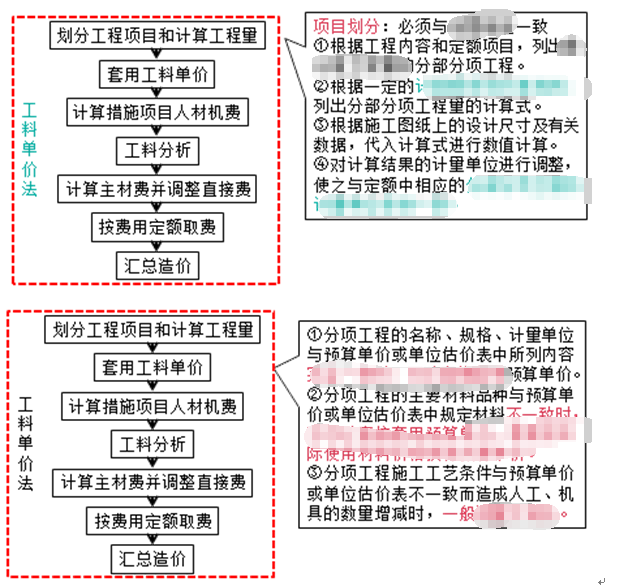 工料单价法
划分工程项目和计算工程量
套用工料单价
计算措施项目人材机费
工料分析
计算主材费并调整直接费
按费用定额取费
汇总造价
项目划分：必须与 一致
①根据工程内容和定额项目，列出
的分部分项工程。
②根据一定的
列出分部分项工程量的计算式。
③根据施工图纸上的设计尺寸及有关
数据，代入计算式进行数值计算。
④对计算结果的计量单位进行调整，
使之与定额中相应的
工料单价法
划分工程项目和计算工程量
套用工料单价
计算措施项目人材机费
工料分析
计算主材费并调整直接费
按费用定额取费
汇总造价
①分项工程的名称、规格、计量单位
与预算单价或单位估价表中所列内容
预算单价。
②分项工程的主要材料品种与预算单
价或单位估价表中规定材料不一致时，
际使用材料价格
③分项工程施工工艺条件与预算单价
或单位估价表不一致而造成人工、机
具的数量增减时，一般 。